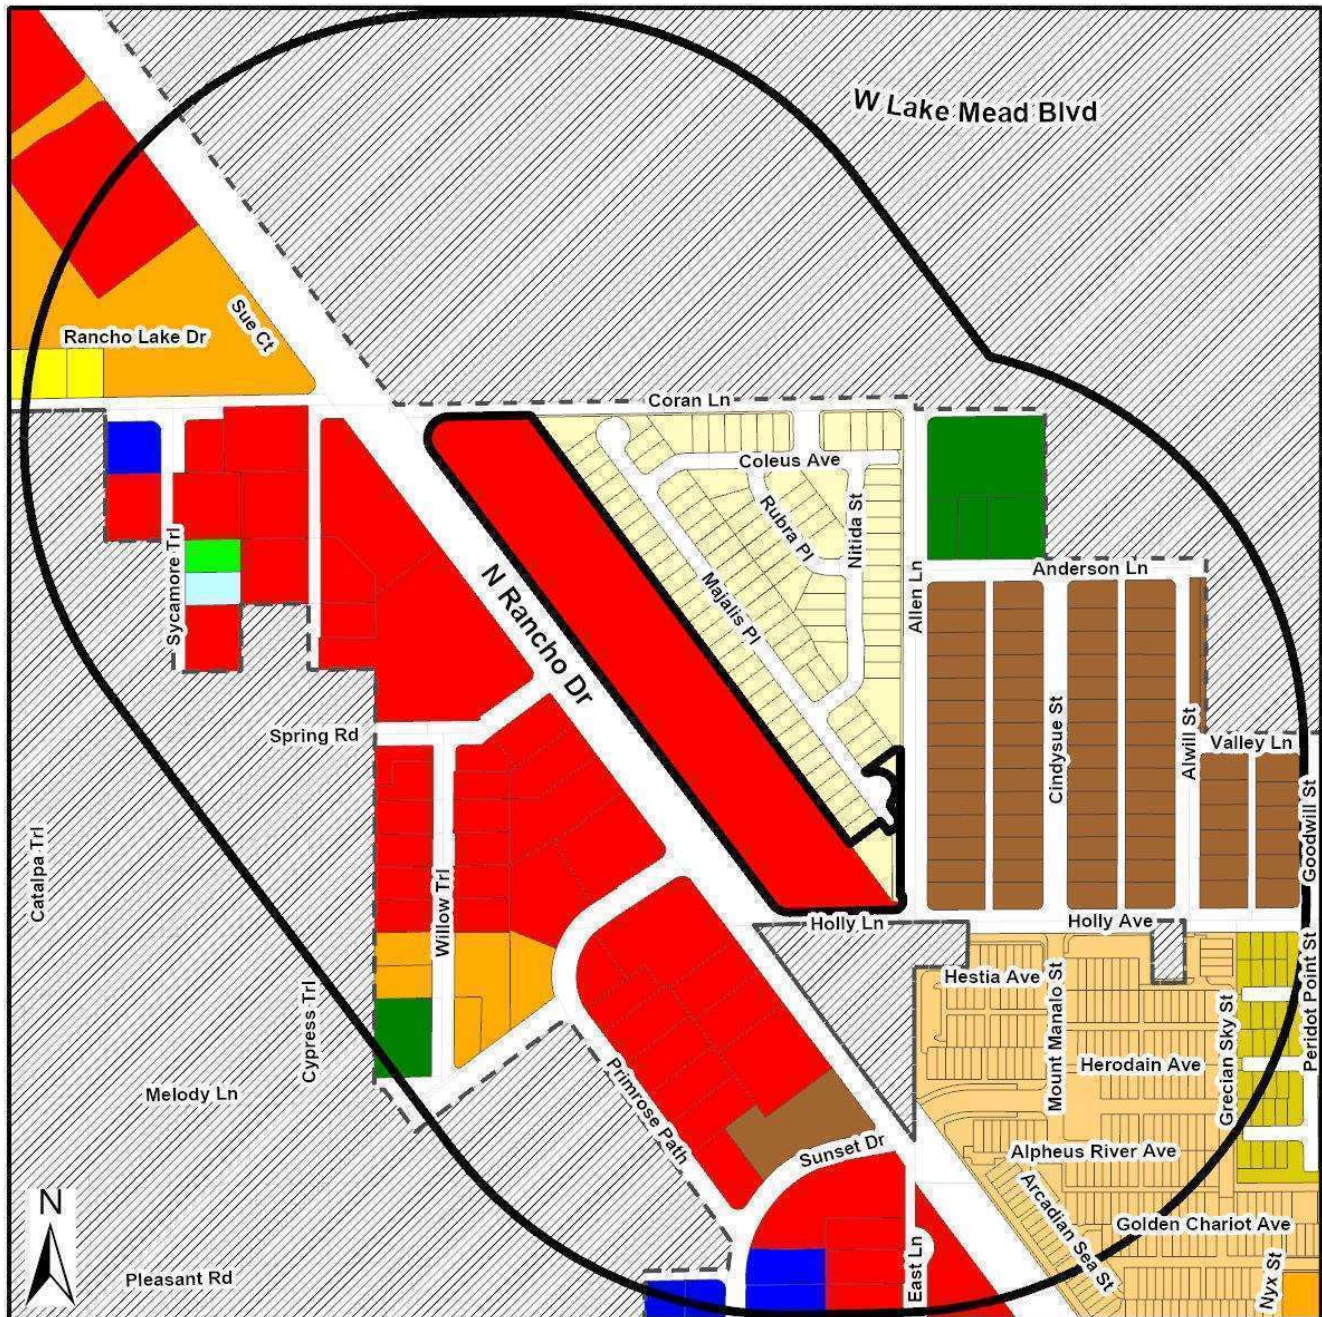 W Lake Mead Blvd
Sue Ct
Rancho Lake Dr
Coran Ln
Coleus Ave
Rubra Pl
Nitida St
Sycamore Trl
N Rancho Dr
Majalis Pl
Allen Ln
Anderson Ln
Spring Rd
Cindysue St
Alwill St
Valley Ln
Goodwill St
Catalpa Trl
Willow Trl
Holly Ln
Holly Ave
Cypress Trl
Hestia Ave
Mount Manalo St
Grecian Sky St
Peridot Point St
Herodain Ave
Melody Ln
Primrose Path
Sunset Dr
Alpheus River Ave
Arcadian Sea St
Golden Chariot Ave
N
Pleasant Rd
East Ln
Nyx St